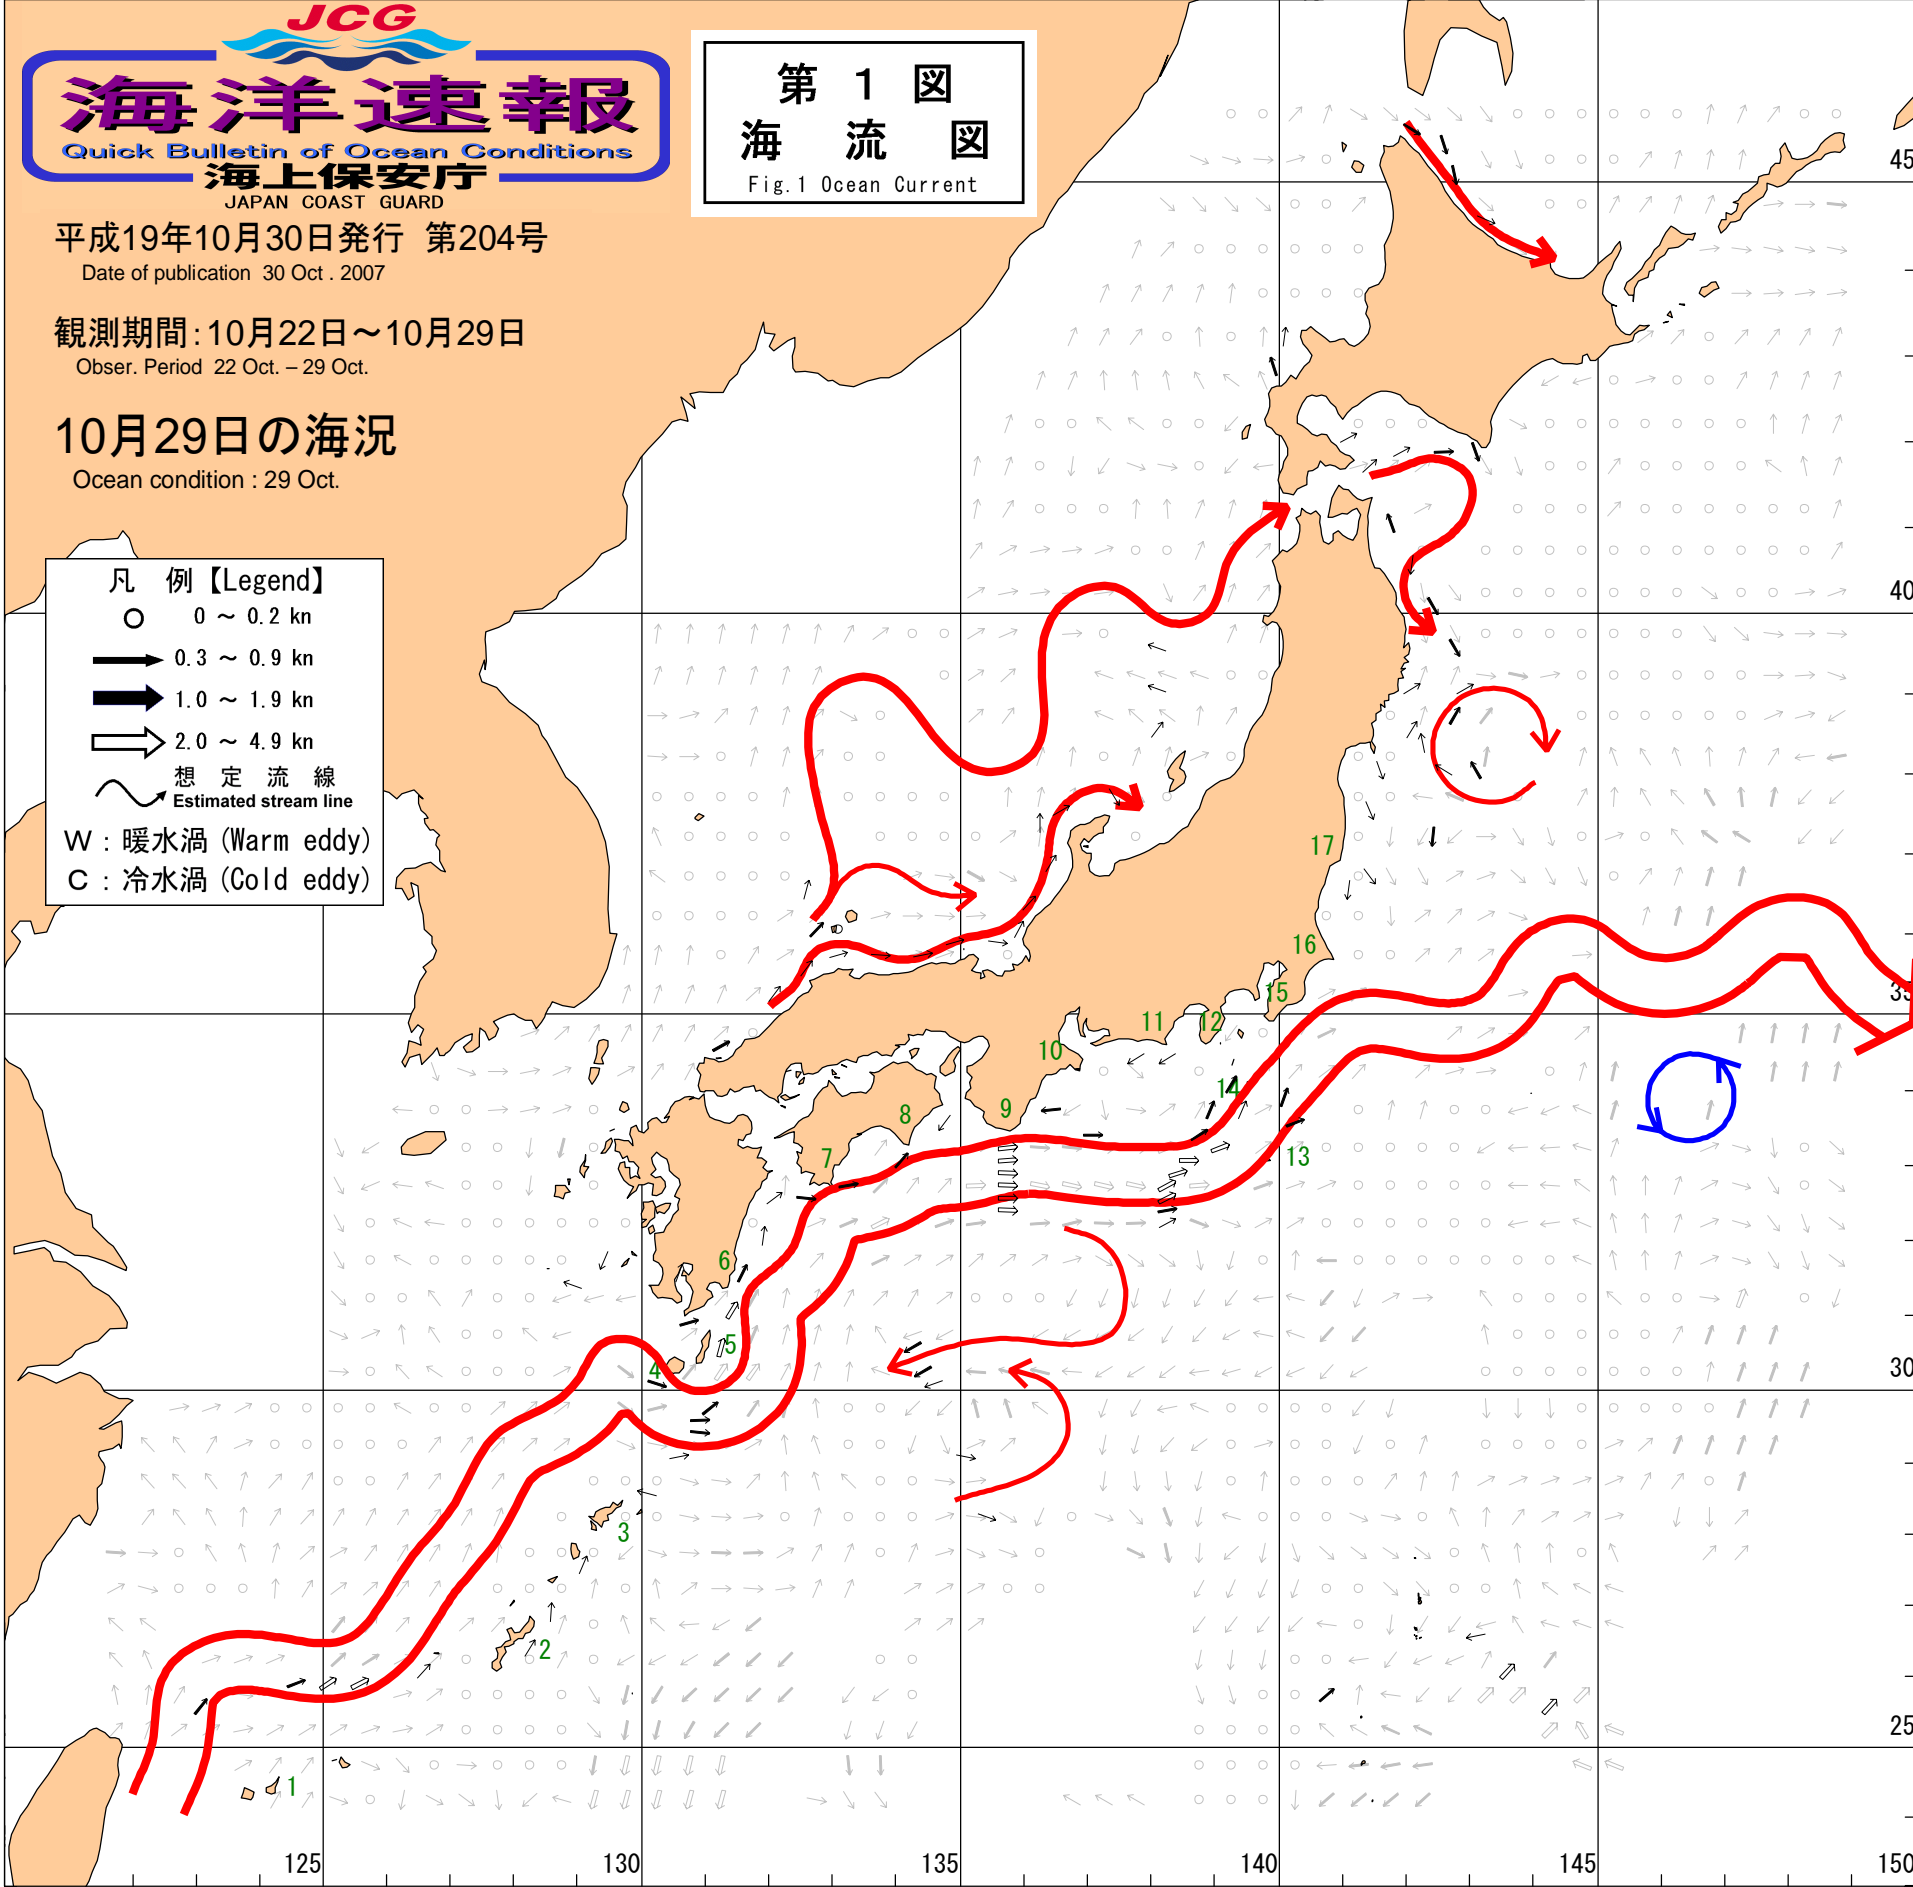 JCG
海洋速報
Quick Bulletin of Ocean Conditions
海上保安庁
JAPAN COAST GUARD
第 1 図
海 流 図
Fig.1 Ocean Current
平成19年10月30日発行 第204号
Date of publication 30 Oct . 2007
観測期間:10月22日～10月29日
Obser. Period 22 Oct. – 29 Oct.
10月29日の海況
Ocean condition : 29 Oct.
凡 例【Legend】
0 ～ 0.2 kn
0.3 ～ 0.9 kn
1.0 ～ 1.9 kn
2.0 ～ 4.9 kn
想 定 流 線
Estimated stream line
W : 暖水渦 (Warm eddy)
C : 冷水渦 (Cold eddy)
45
40
35
30
25
17
16
15
14
13
12
11
10
9
8
7
6
5
4
3
2
1
125
130
135
140
145
150